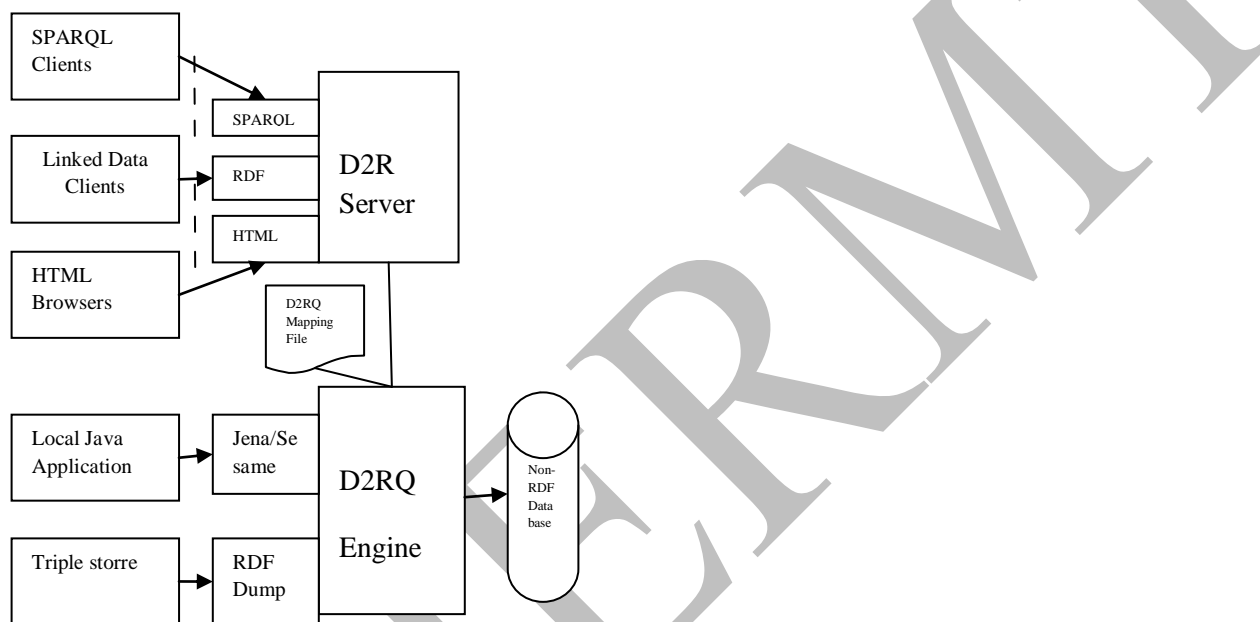 SPARQL
Clients
SPARQL
Linked Data
Clients
RDF
D2R
Server
HTML
HTML
Browsers
D2RQ
Mapping
File
Local Java
Application
Jena/Se
same
D2RQ
Engine
Non-
RDF
Data
base
Triple storre
RDF
Dump
ERM